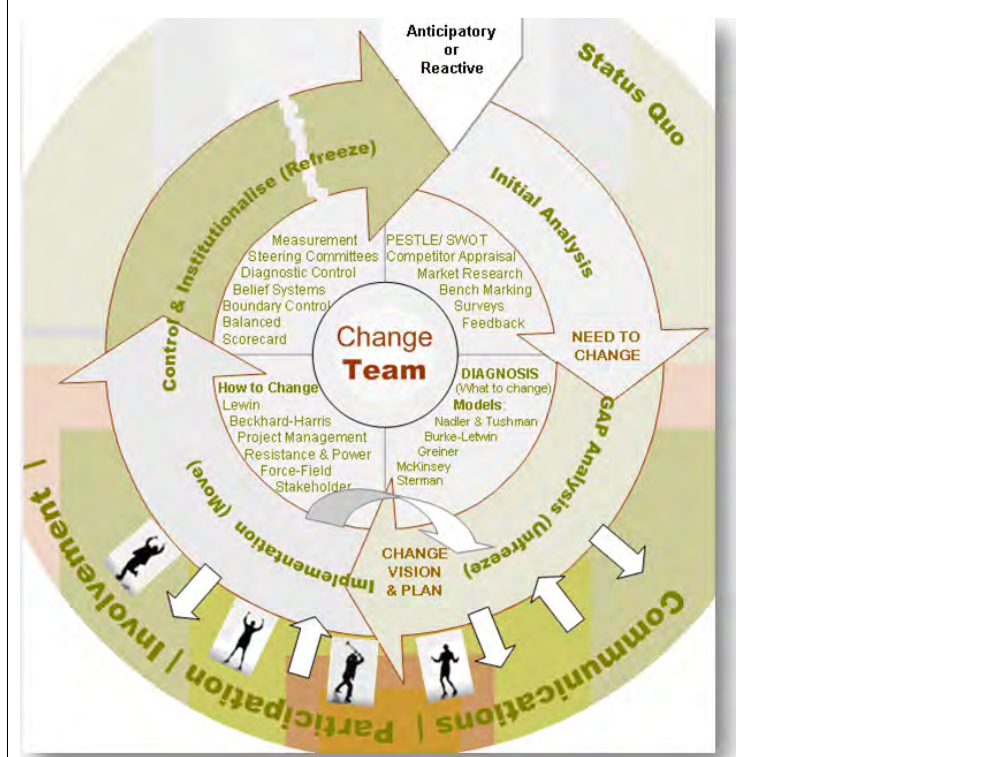 Anticipatory
or
Reactive
Status Quo
Initial Analysis
NEED TO
CHANGE
PESTLE/ SWOT
Competitor Appraisal
Market Research
Bench Marking
Surveys
Feedback
Change
Team
DIAGNOSIS
(What to change)
Models:
Nadler & Tushman
Burke-Letwin
Greiner
McKinsey
Sterman
GAP Analysis (Unfreeze)
CHANGE
VISION
& PLAN
How to Change
Lewin
Beckhard-Harris
Project Management
Resistance & Power
Force-Field
Stakeholder
Implementation (Move)
Measurement
Steering Committees
Diagnostic Control
Belief Systems
Boundary Control
Balanced
Scorecard
Control & Institutionalise (Refreeze)
Communications | Participation | Involvement |